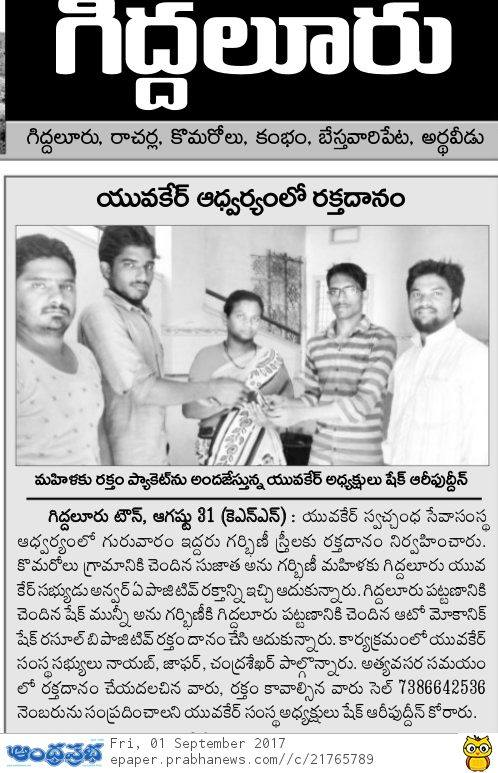 గిద్దలూరు
గిద్దలూరు, రాచర్ల, కొమరోలు, కంభం, బేస్తవారిపేట, అర్థవీడు
యువకేర్ ఆధ్వర్యంలో రక్తదానం
మహిళకు రక్తం ప్యాకెట్‌ను అందజేస్తున్న యువకేర్ అధ్యక్షులు షేక్ ఆరీఫుద్దీన్
గిద్దలూరు టౌన్, ఆగష్టు 31 (కెఎన్ఎన్) : యువకేర్ స్వచ్చంధ సేవాసంస్థ
ఆధ్వర్యంలో గురువారం ఇద్దరు గర్భిణీ స్త్రీలకు రక్తదానం నిర్వహించారు.
కొమరోలు గ్రామానికి చెందిన సుజాత అను గర్భిణీ మహిళకు గిద్దలూరు యువ
కేర్ సభ్యుడు అన్వర్ ఏ పాజిటివ్ రక్తాన్ని ఇచ్చి ఆదుకున్నారు. గిద్దలూరు పట్టణానికి
చెందిన షేక్ మున్నీ అను గర్భిణీకి గిద్దలూరు పట్టణానికి చెందిన ఆటో మోకానిక్
షేక్ రసూల్ బి పాజిటివ్ రక్తం దానం చేసి ఆదుకున్నారు. కార్యక్రమంలో యువకేర్
సంస్థ సభ్యులు నాయబ్, జాఫర్, చంద్రశేఖర్ పాల్గొన్నారు. అత్యవసర సమయం
లో రక్తదానం చేయదలచిన వారు, రక్తం కావాల్సిన వారు సెల్ 7386642536
నెంబరును సంప్రదించాలని యువకేర్ సంస్థ అధ్యక్షులు షేక్ ఆరీఫుద్దీన్ కోరారు.
ఆంధ్రప్రభ Fri, 01 September 2017
epaper.prabhanews.com//c/21765789